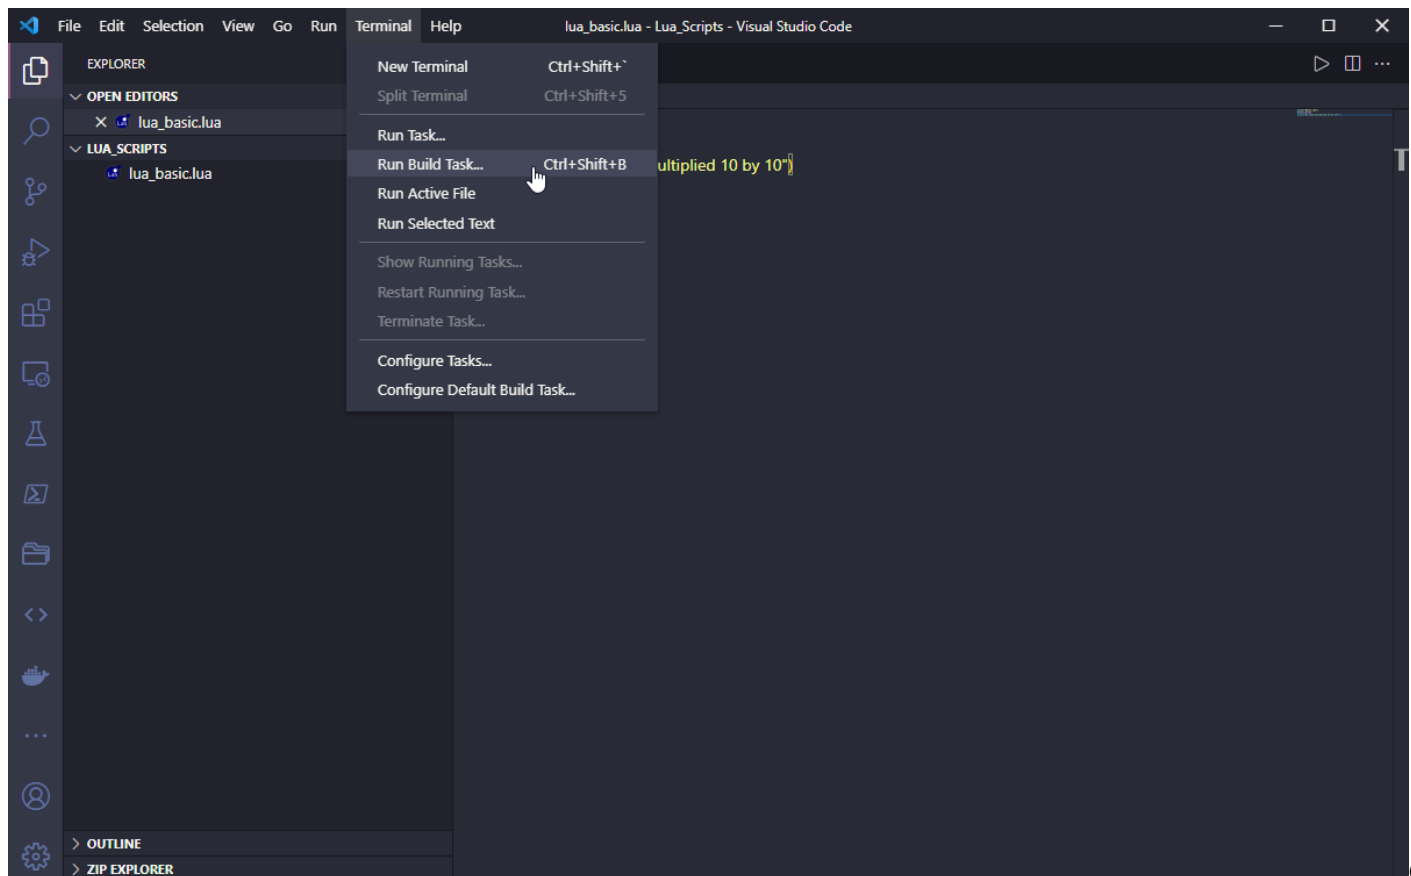 File Edit Selection View Go Run Terminal Help lua_basic.lua - Lua_Scripts - Visual Studio Code
EXPLORER
OPEN EDITORS
lua_basic.lua
LUA_SCRIPTS
lua_basic.lua
New Terminal Ctrl+Shift+`
Split Terminal Ctrl+Shift+5
Run Task...
Run Build Task... Ctrl+Shift+B
Run Active File
Run Selected Text
Show Running Tasks...
Restart Running Task...
Terminate Task...
Configure Tasks...
Configure Default Build Task...
ultiplied 10 by 10")
OUTLINE
ZIP EXPLORER